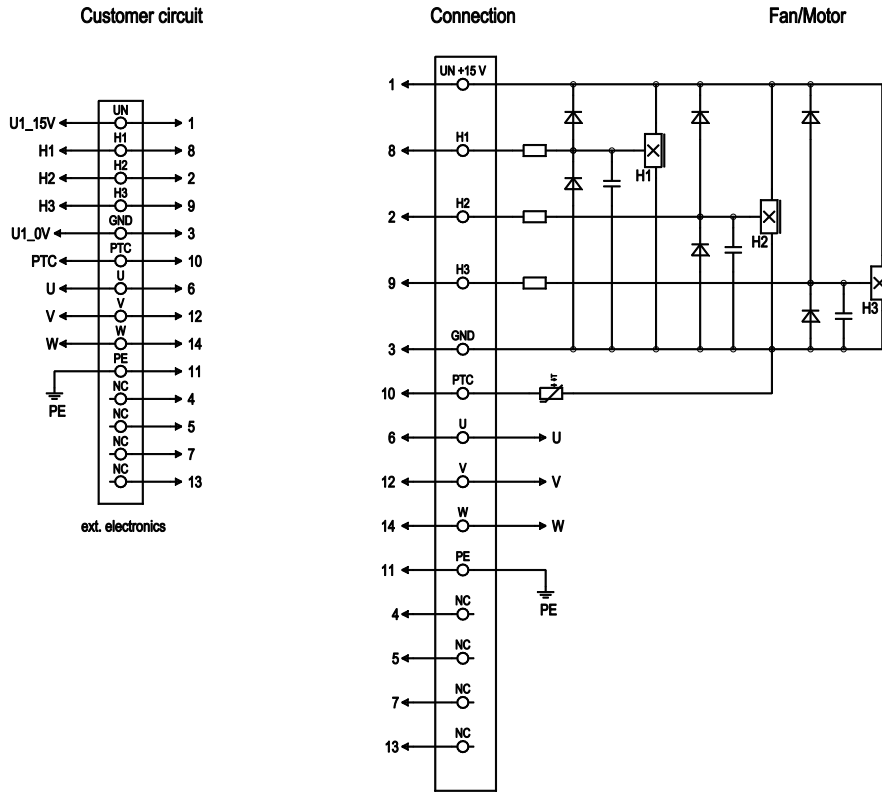 Customer circuit
Connection
Fan/Motor
UN
U1_15V 1
H1
H1 8
H2
H2 2
H3
H3 9
GND
U1_0V 3
PTC
PTC 10
U
U 6
V
V 12
W
W 14
PE
11
PE
NC
4
NC
5
NC
7
NC
13
ext. electronics
UN +15 V
1
H1
8
H1
H2
2
H2
H3
9
H3
GND
3
PTC
10
U
6 U
V
12 V
W
14 W
PE
11
PE
NC
4
NC
5
NC
7
NC
13